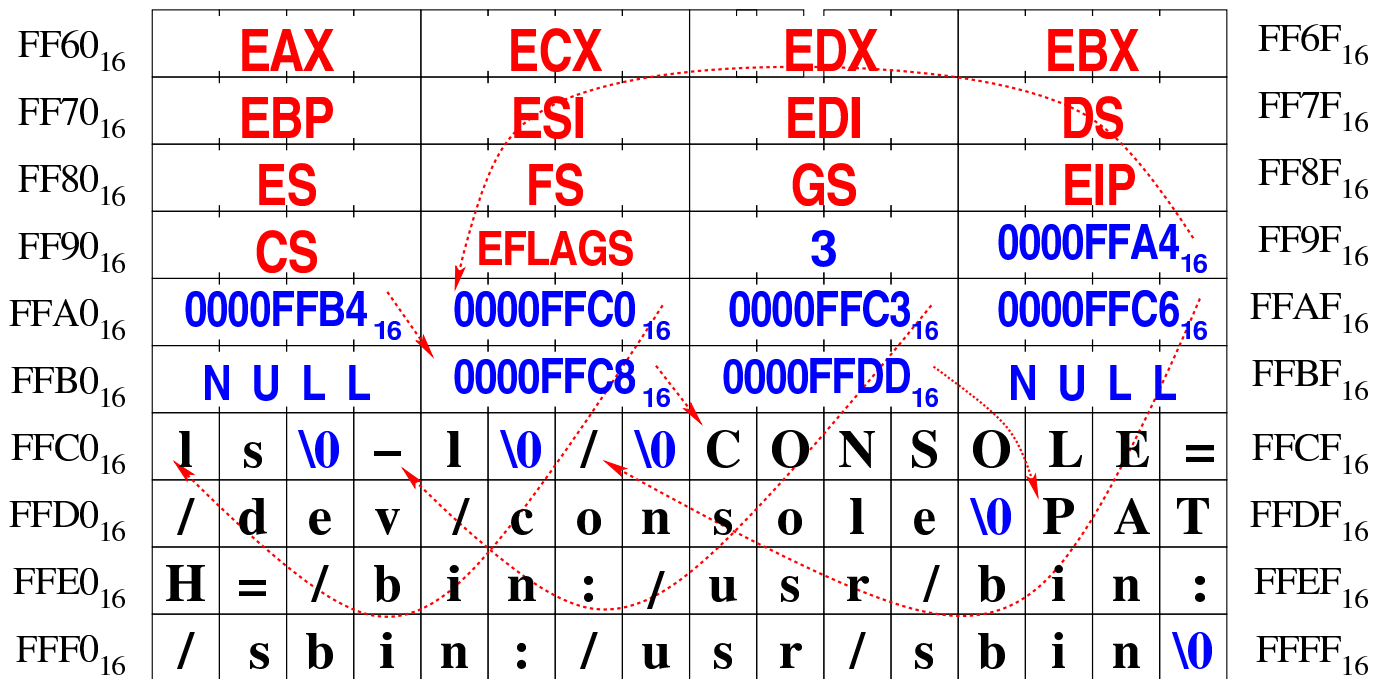 FF60₁₆ EAX ECX EDX EBX FF6F₁₆
FF70₁₆ EBP ESI EDI DS FF7F₁₆
FF80₁₆ ES FS GS EIP FF8F₁₆
FF90₁₆ CS EFLAGS 3 0000FFA4₁₆ FF9F₁₆
FFA0₁₆ 0000FFB4₁₆ 0000FFC0₁₆ 0000FFC3₁₆ 0000FFC6₁₆ FFAF₁₆
FFB0₁₆ N U L L 0000FFC8₁₆ 0000FFDD₁₆ N U L L FFBF₁₆
FFC0₁₆ l s \0 – l \0 / \0 C O N S O L E = FFCF₁₆
FFD0₁₆ / d e v / c o n s o l e \0 P A T FFDF₁₆
FFE0₁₆ H = / b i n : / u s r / b i n : FFEF₁₆
FFF0₁₆ / s b i n : / u s r / s b i n \0 FFFF₁₆